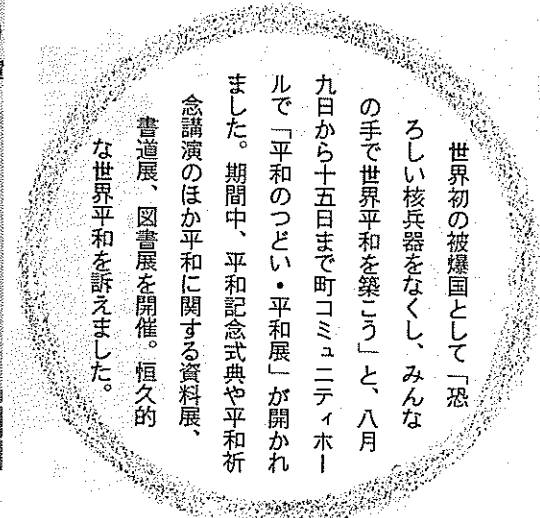 世界初の被爆国として「恐
ろしい核兵器をなくし、みんな
の手で世界平和を築こう」と、八月
九日から十五日まで町コミュニティホー
ルで「平和のつどい・平和展」が開かれ
ました。期間中、平和記念式典や平和祈
念講演のほか平和に関する資料展、
書道展、図書展を開催。恒久的
な世界平和を訴えました。